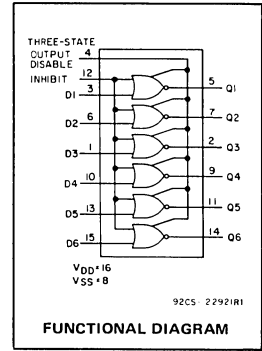 THREE-STATE
OUTPUT 4
DISABLE
INHIBIT 12
D1 3
5 Q1
D2 6
7 Q2
D3 1
2 Q3
D4 10
9 Q4
D5 13
11 Q5
D6 15
14 Q6
VDD=16
VSS=8
92CS-22921R1
FUNCTIONAL DIAGRAM